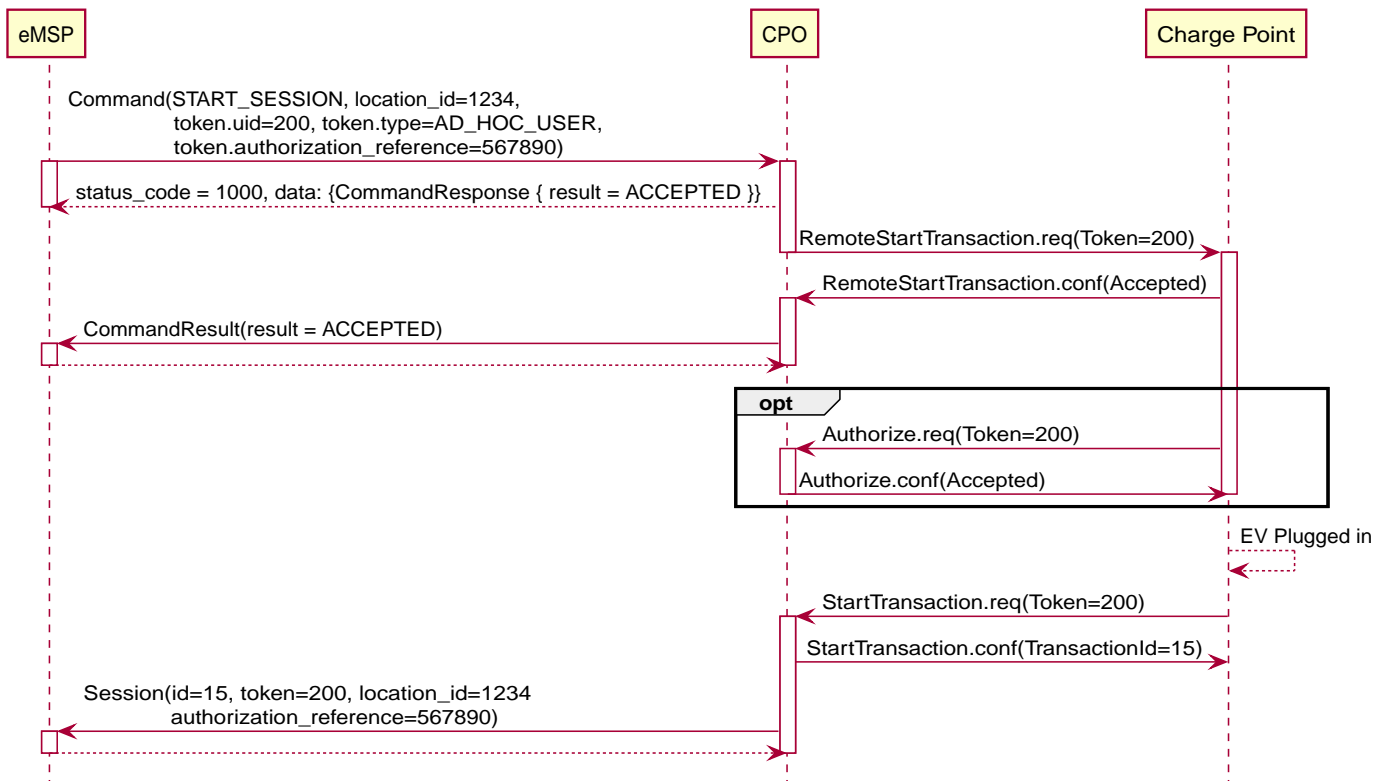 eMSP
CPO
Charge Point
Command(START_SESSION, location_id=1234,
token.uid=200, token.type=AD_HOC_USER,
token.authorization_reference=567890)
status_code = 1000, data: {CommandResponse { result = ACCEPTED }}
RemoteStartTransaction.req(Token=200)
RemoteStartTransaction.conf(Accepted)
CommandResult(result = ACCEPTED)
opt
Authorize.req(Token=200)
Authorize.conf(Accepted)
EV Plugged in
StartTransaction.req(Token=200)
StartTransaction.conf(TransactionId=15)
Session(id=15, token=200, location_id=1234
authorization_reference=567890)